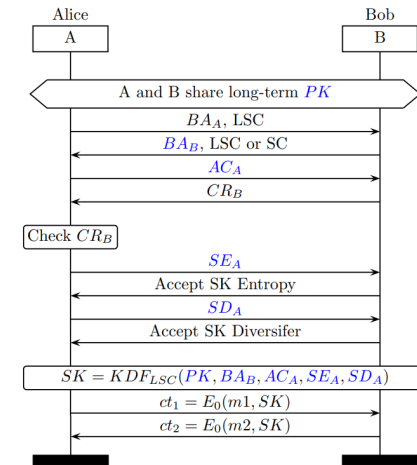 Alice Bob
A B
A and B share long-term PK
BA_A, LSC
BA_B, LSC or SC
AC_A
CR_B
Check CR_B
SE_A
Accept SK Entropy
SD_A
Accept SK Diversifer
SK = KDF_LSC(PK, BA_B, AC_A, SE_A, SD_A)
ct_1 = E_0(m1, SK)
ct_2 = E_0(m2, SK)